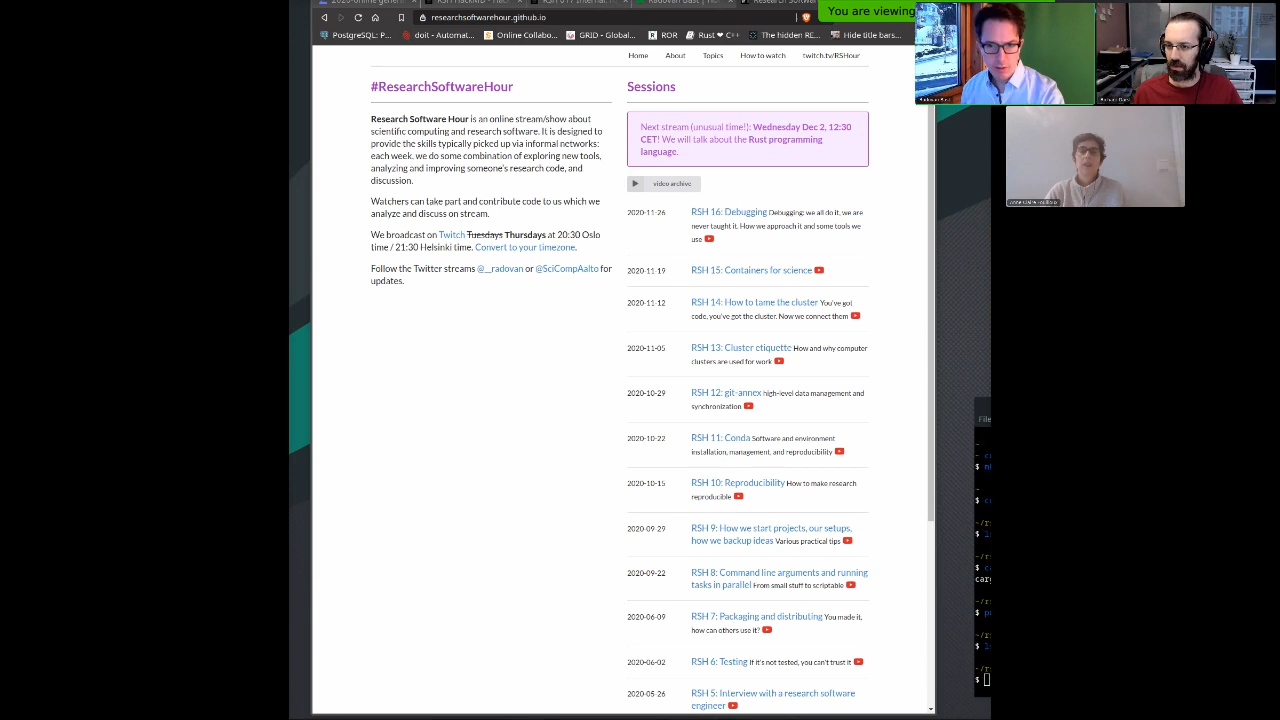 researchsoftwarehour.github.io
You are viewing
PostgreSQL: P...
doit - Automat...
Online Collabo...
GRID - Global...
ROR
Rust ❤ C++
The hidden RE...
Hide title bars...
Home
About
Topics
How to watch
twitch.tv/RSHour
#ResearchSoftwareHour
Research Software Hour is an online stream/show about
scientific computing and research software. It is designed to
provide the skills typically picked up via informal networks:
each week, we do some combination of exploring new tools,
analyzing and improving someone's research code, and
discussion.
Watchers can take part and contribute code to us which we
analyze and discuss on stream.
We broadcast on Twitch Tuesdays Thursdays at 20:30 Oslo
time / 21:30 Helsinki time. Convert to your timezone.
Follow the Twitter streams @__radovan or @SciCompAalto for
updates.
Sessions
Next stream (unusual time!): Wednesday Dec 2, 12:30
CET! We will talk about the Rust programming
language.
video archive
2020-11-26 RSH 16: Debugging Debugging: we all do it, we are
never taught it. How we approach it and some tools we
use
2020-11-19 RSH 15: Containers for science
2020-11-12 RSH 14: How to tame the cluster You've got
code, you've got the cluster. Now we connect them
2020-11-05 RSH 13: Cluster etiquette How and why computer
clusters are used for work
2020-10-29 RSH 12: git-annex high-level data management and
synchronization
2020-10-22 RSH 11: Conda Software and environment
installation, management, and reproducibility
2020-10-15 RSH 10: Reproducibility How to make research
reproducible
2020-09-29 RSH 9: How we start projects, our setups,
how we backup ideas Various practical tips
2020-09-22 RSH 8: Command line arguments and running
tasks in parallel From small stuff to scriptable
2020-06-09 RSH 7: Packaging and distributing You made it,
how can others use it?
2020-06-02 RSH 6: Testing If it's not tested, you can't trust it
2020-05-26 RSH 5: Interview with a research software
engineer
Radovan Bast
File